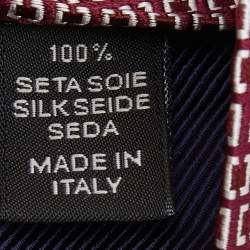 100%
SETA SOIE
SILK SEIDE
SEDA
MADE IN
ITALY